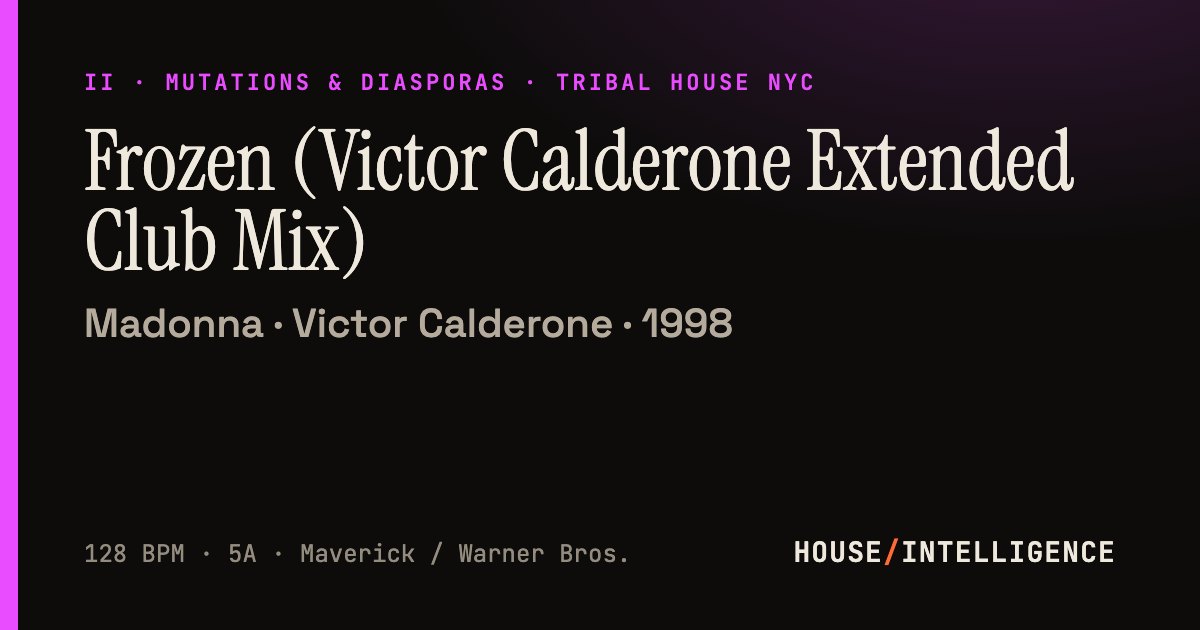 II · MUTATIONS & DIASPORAS · TRIBAL HOUSE NYC
Frozen (Victor Calderone Extended
Club Mix)
Madonna · Victor Calderone · 1998
128 BPM · 5A · Maverick / Warner Bros.
HOUSE/INTELLIGENCE